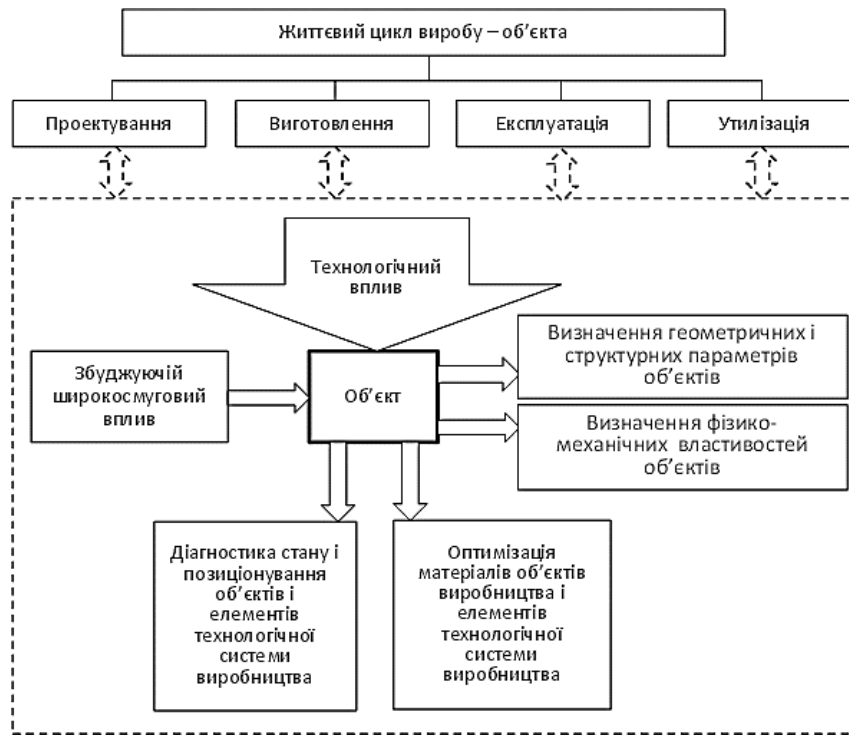 Життєвий цикл виробу – об’єкта
Проектування
Виготовлення
Експлуатація
Утилізація
Технологічний
вплив
Збуджуючій
широкосмуговий
вплив
Об’єкт
Визначення геометричних і
структурних параметрів
об’єктів
Визначення фізико-
механічних властивостей
об’єктів
Діагностика стану і
позиціонування
об’єктів і
елементів
технологічної
системи
виробництва
Оптимізація
матеріалів об’єктів
виробництва і
елементів
технологічної
системи
виробництва